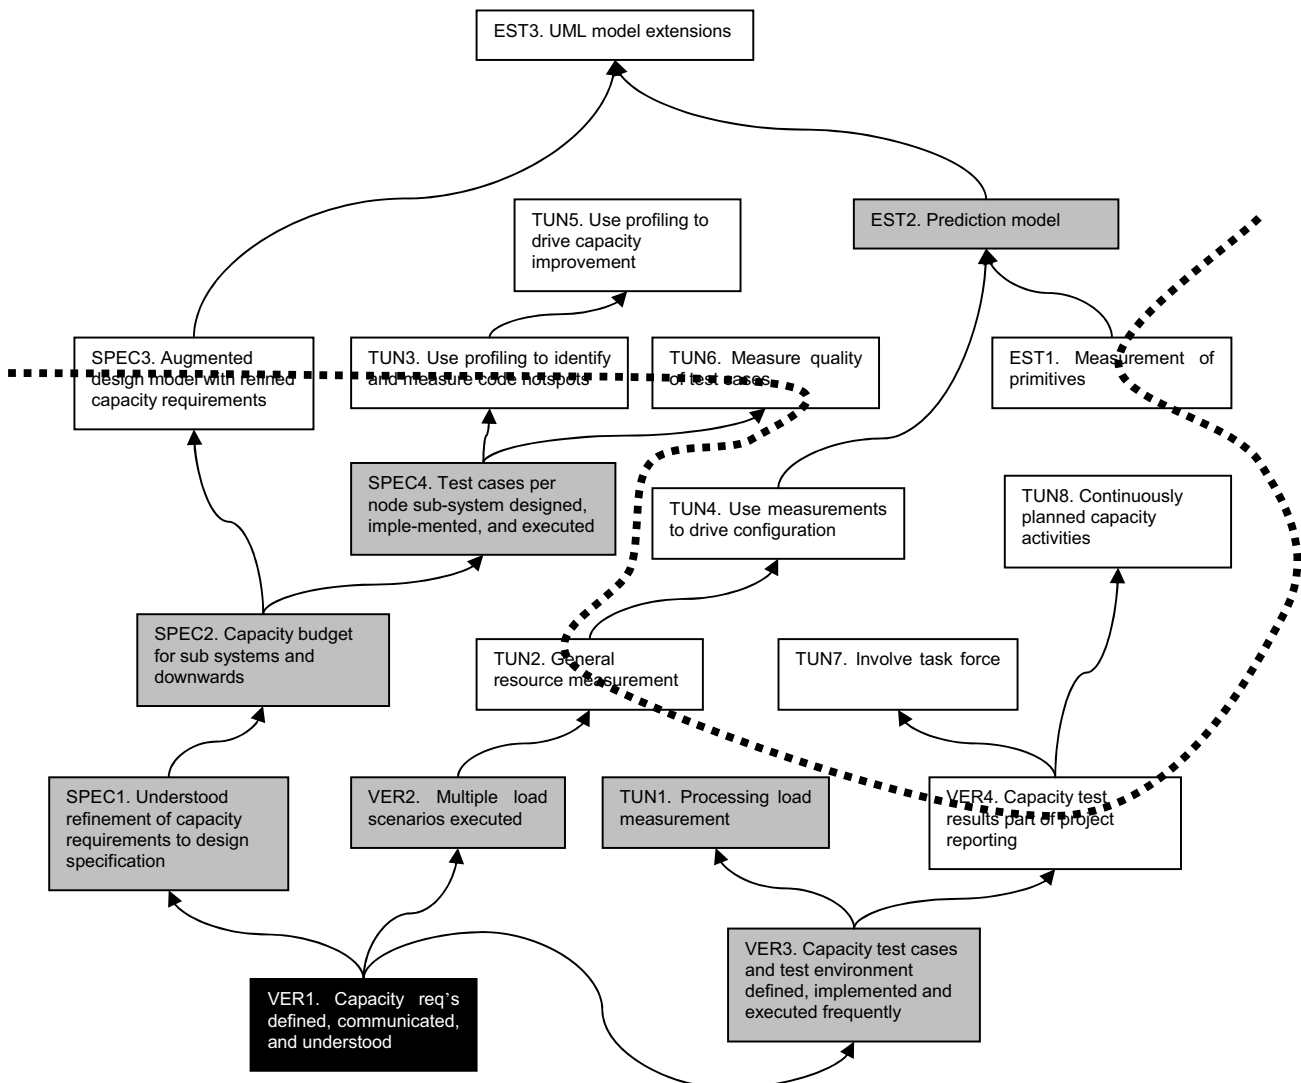 EST3. UML model extensions
TUN5. Use profiling to
drive capacity
improvement
EST2. Prediction model
SPEC3. Augmented
design model with refined
capacity requirements
TUN3. Use profiling to identify
and measure code hotspots
TUN6. Measure quality
of test cases
EST1. Measurement of
primitives
SPEC4. Test cases per
node sub-system designed,
imple-mented, and executed
TUN4. Use measurements
to drive configuration
TUN8. Continuously
planned capacity
activities
SPEC2. Capacity budget
for sub systems and
downwards
TUN2. General
resource measurement
TUN7. Involve task force
SPEC1. Understood
refinement of capacity
requirements to design
specification
VER2. Multiple load
scenarios executed
TUN1. Processing load
measurement
VER4. Capacity test
results part of project
reporting
VER3. Capacity test cases
and test environment
defined, implemented and
executed frequently
VER1. Capacity req's
defined, communicated,
and understood